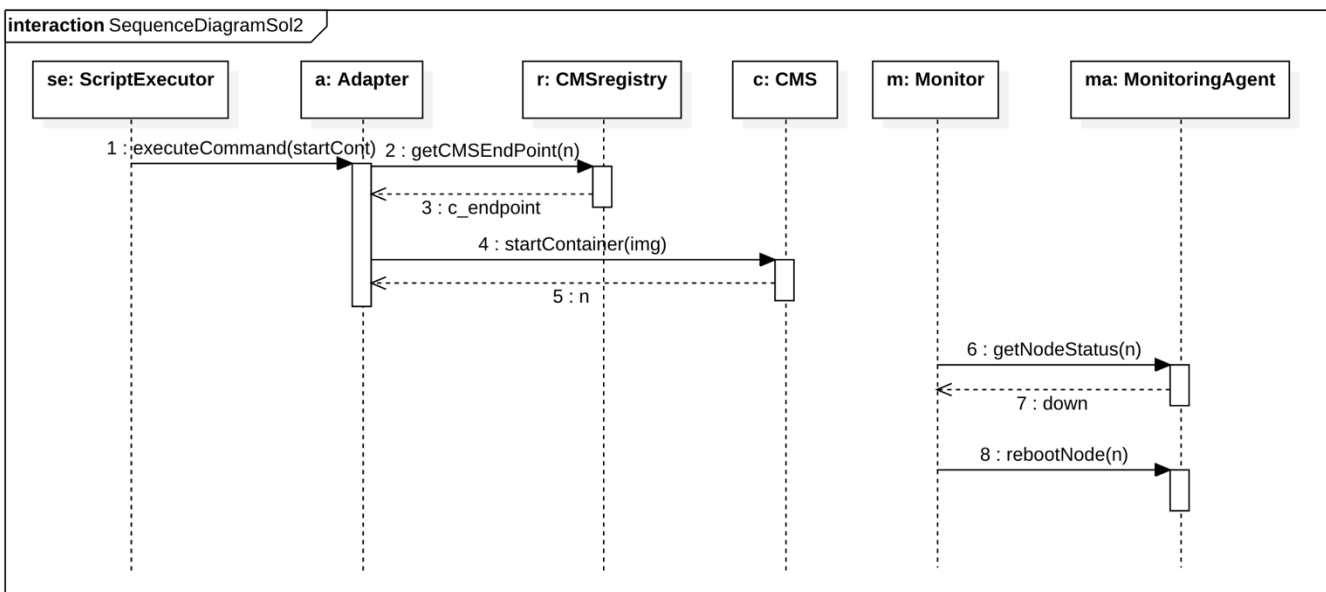 interaction SequenceDiagramSol2
se: ScriptExecutor
a: Adapter
r: CMSregistry
c: CMS
m: Monitor
ma: MonitoringAgent
1 : executeCommand(startCont)
2 : getCMSEndPoint(n)
3 : c_endpoint
4 : startContainer(img)
5 : n
6 : getNodeStatus(n)
7 : down
8 : rebootNode(n)